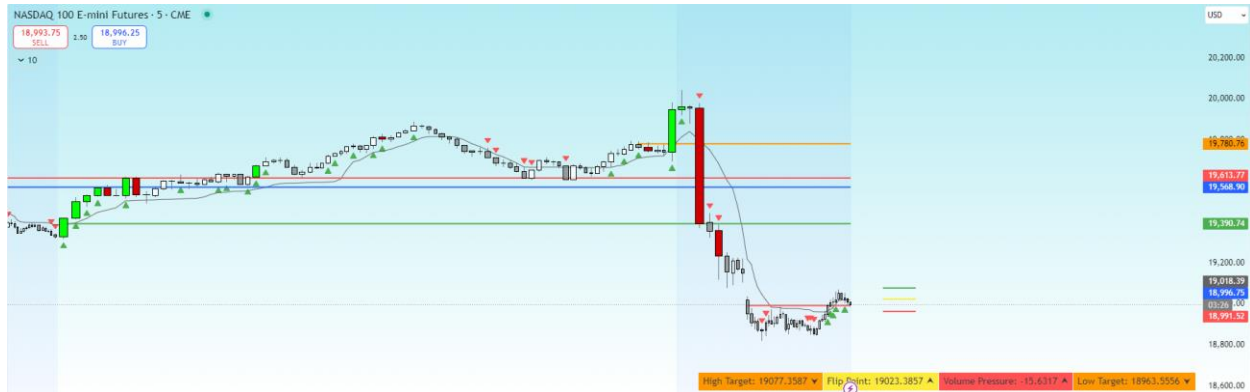 NASDAQ 100 E-mini Futures · 5 · CME
USD
18,993.75
SELL
2.50
18,996.25
BUY
10
20,200.00
20,000.00
19,780.76
19,613.77
19,568.90
19,390.74
19,200.00
19,018.39
18,996.75
03:26
18,991.52
18,800.00
18,600.00
High Target: 19077.3587
Flip Point: 19023.3857
Volume Pressure: -15.6317
Low Target: 18963.5556